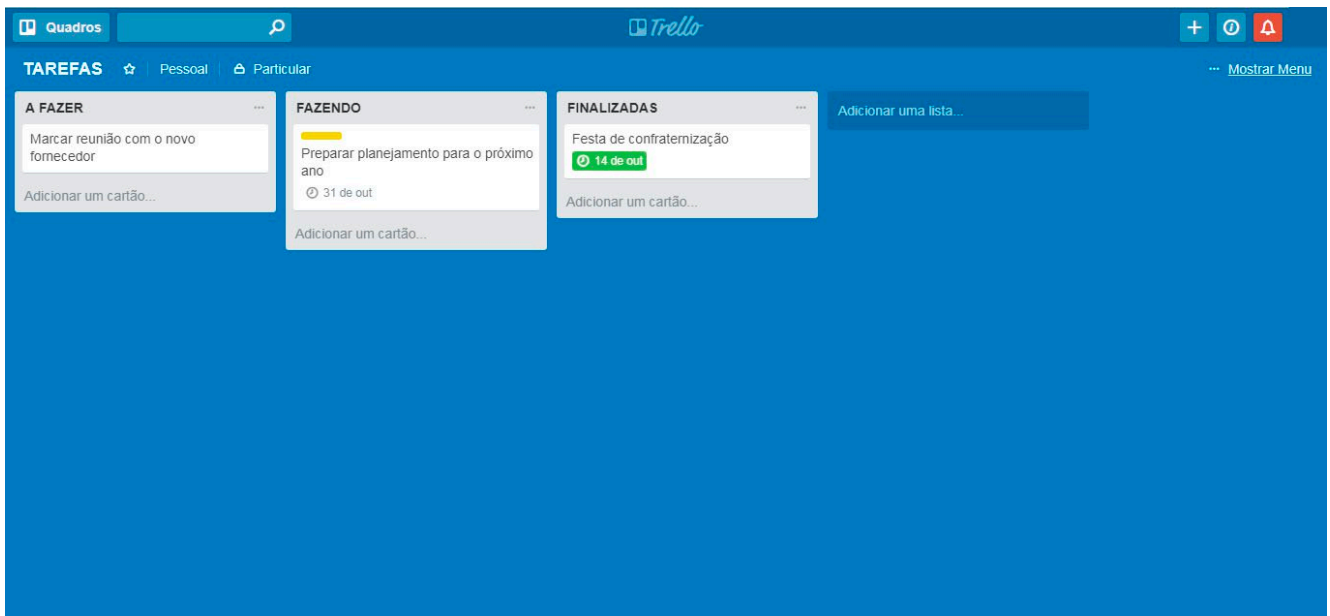 Quadros
Trello
TAREFAS
Pessoal
Particular
... Mostrar Menu
A FAZER
Marcar reunião com o novo
fornecedor
Adicionar um cartão...
FAZENDO
Preparar planejamento para o próximo
ano
31 de out
Adicionar um cartão...
FINALIZADAS
Festa de confraternização
14 de out
Adicionar um cartão...
Adicionar uma lista...